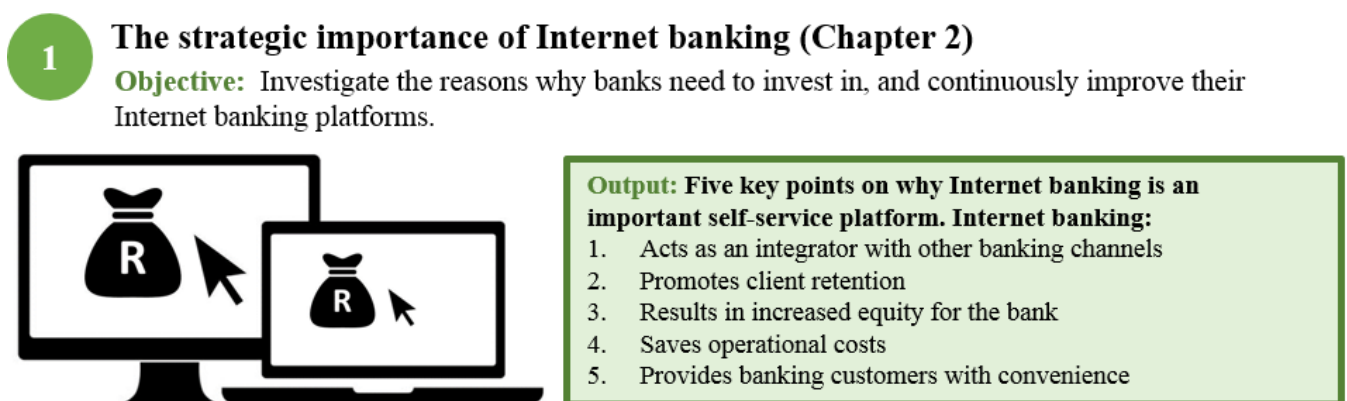 1
The strategic importance of Internet banking (Chapter 2)
Objective: Investigate the reasons why banks need to invest in, and continuously improve their
Internet banking platforms.
R
R
Output: Five key points on why Internet banking is an
important self-service platform. Internet banking:
1. Acts as an integrator with other banking channels
2. Promotes client retention
3. Results in increased equity for the bank
4. Saves operational costs
5. Provides banking customers with convenience